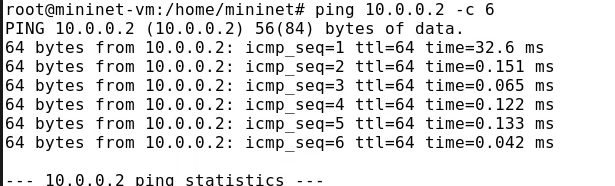 root@mininet-vm:/home/mininet# ping 10.0.0.2 -c 6
PING 10.0.0.2 (10.0.0.2) 56(84) bytes of data.
64 bytes from 10.0.0.2: icmp_seq=1 ttl=64 time=32.6 ms
64 bytes from 10.0.0.2: icmp_seq=2 ttl=64 time=0.151 ms
64 bytes from 10.0.0.2: icmp_seq=3 ttl=64 time=0.065 ms
64 bytes from 10.0.0.2: icmp_seq=4 ttl=64 time=0.122 ms
64 bytes from 10.0.0.2: icmp_seq=5 ttl=64 time=0.133 ms
64 bytes from 10.0.0.2: icmp_seq=6 ttl=64 time=0.042 ms
--- 10.0.0.2 ping statistics ---